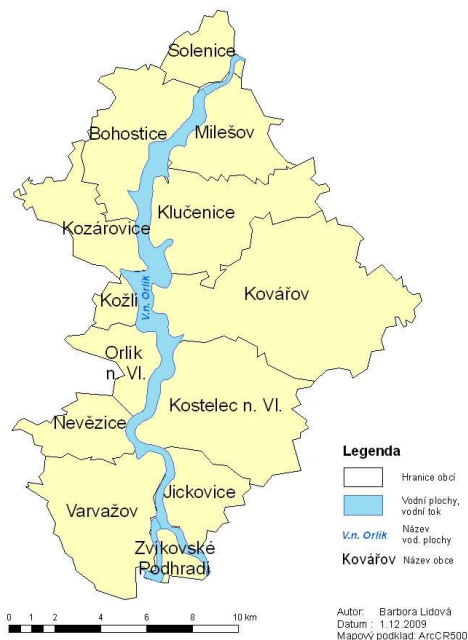 Solenice
Bohostice
Milešov
Klučenice
Kozárovice
Kožlí
V.n. Orlík
Kovářov
Orlík
n. Vl.
Kostelec n. Vl.
Nevězice
Jickovice
Varvažov
Zvíkovské
Podhradí
Legenda
Hranice obcí
Vodní plochy,
vodní tok
V.n. Orlík
Název
vod. plochy
Kovářov
Název obce
0 1 2 4 6 8 10 km
Autor: Barbora Lidová
Datum : 1.12.2009
Mapový podklad: ArcCR500